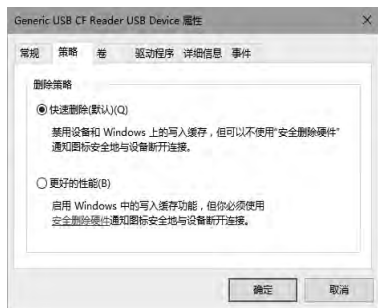 Generic USB CF Reader USB Device 属性
常规 策略 卷 驱动程序 详细信息 事件
删除策略
快速删除(默认)(Q)
禁用设备和 Windows 上的写入缓存，但可以不使用"安全删除硬件"
通知图标安全地与设备断开连接。
更好的性能(B)
启用 Windows 中的写入缓存功能，但你必须使用
安全删除硬件通知图标安全地与设备断开连接。
确定 取消